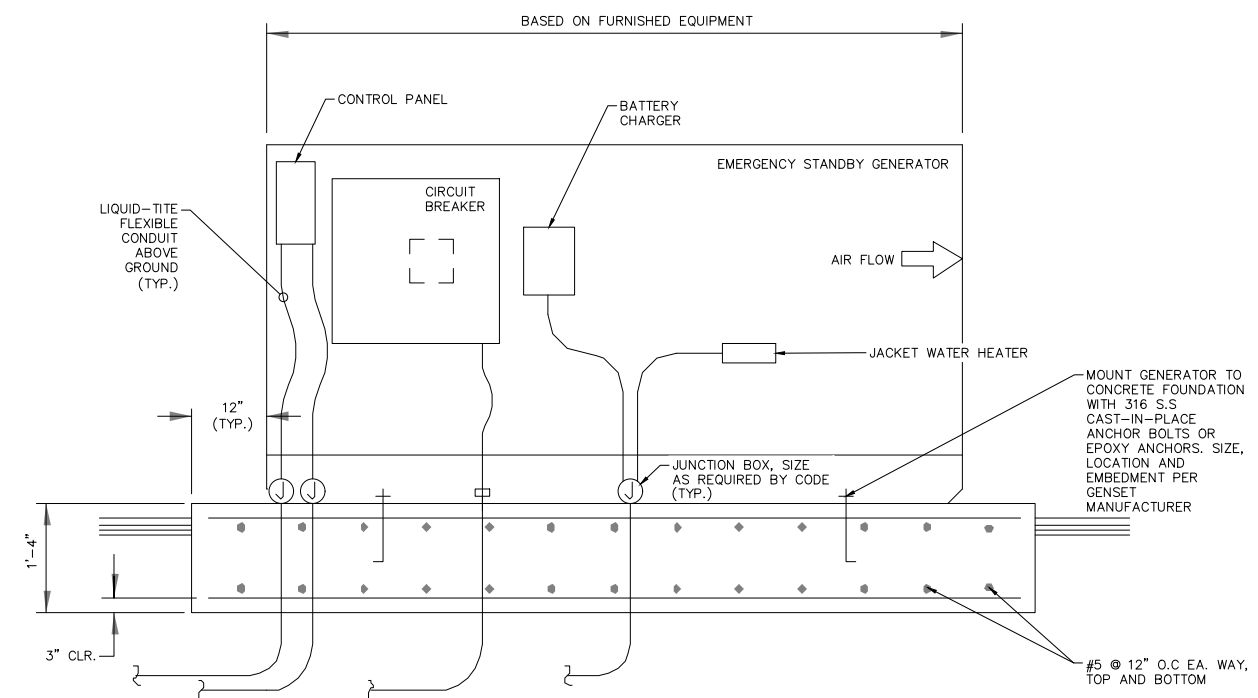 BASED ON FURNISHED EQUIPMENT
CONTROL PANEL
BATTERY
CHARGER
EMERGENCY STANDBY GENERATOR
CIRCUIT
BREAKER
LIQUID-TITE
FLEXIBLE
CONDUIT
ABOVE
GROUND
(TYP.)
AIR FLOW
JACKET WATER HEATER
MOUNT GENERATOR TO
CONCRETE FOUNDATION
WITH 316 S.S
CAST-IN-PLACE
ANCHOR BOLTS OR
EPOXY ANCHORS. SIZE,
LOCATION AND
EMBEDMENT PER
GENSET
MANUFACTURER
12"
(TYP.)
JUNCTION BOX, SIZE
AS REQUIRED BY CODE
(TYP.)
J
J
J
1'-4"
3" CLR.
#5 @ 12" O.C EA. WAY,
TOP AND BOTTOM